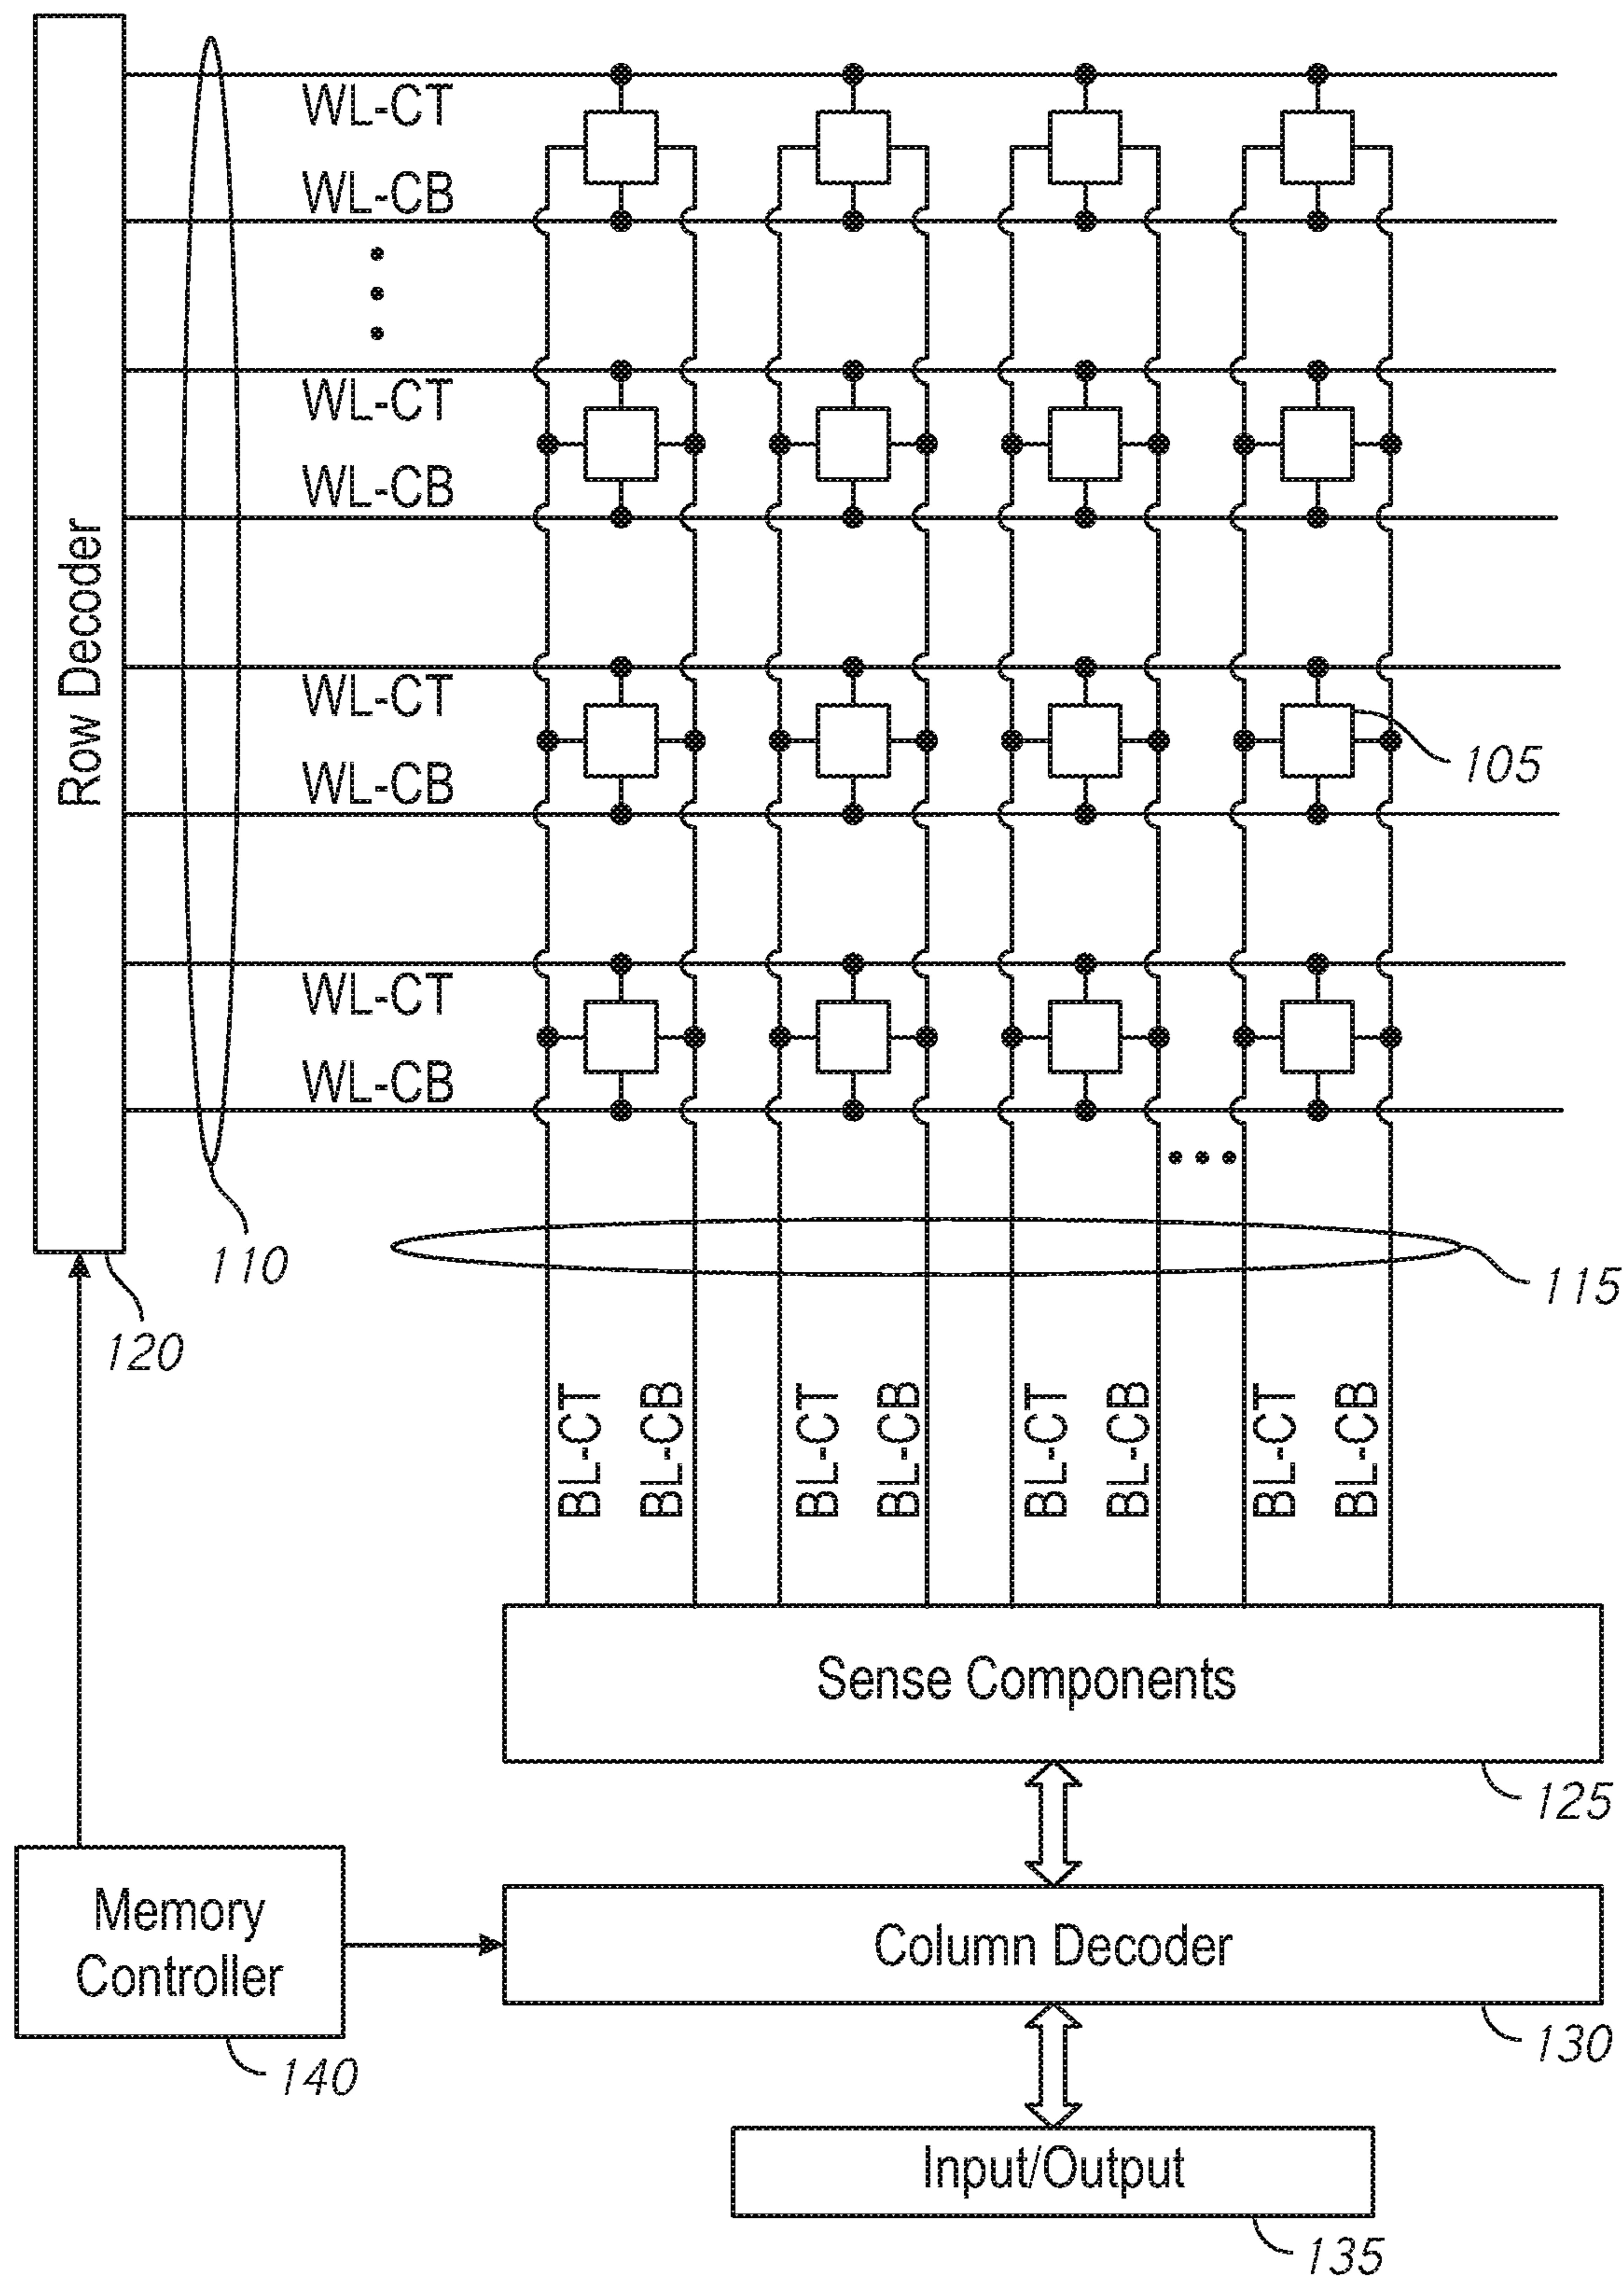 WL-CT
WL-CB
WL-CT
WL-CB
Row Decoder
WL-CT
105
WL-CB
WL-CT
WL-CB
110
115
120
BL-CT
BL-CB
BL-CT
BL-CB
BL-CT
BL-CB
BL-CT
BL-CB
Sense Components
125
Memory
Controller
Column Decoder
130
140
Input/Output
135